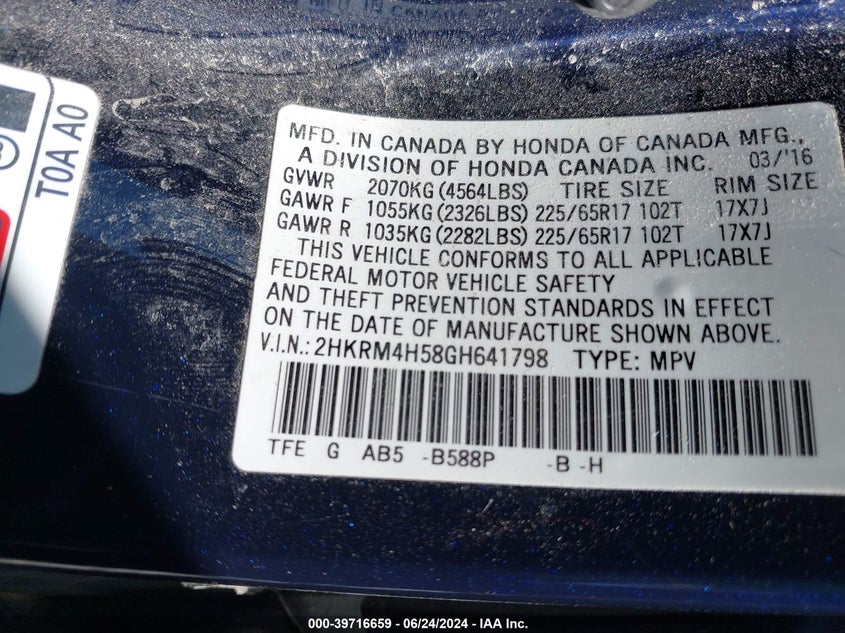 IN CANADA
T0A A0
MFD. IN CANADA BY HONDA OF CANADA MFG.,
A DIVISION OF HONDA CANADA INC. 03/'16
GVWR 2070KG (4564LBS) TIRE SIZE RIM SIZE
GAWR F 1055KG (2326LBS) 225/65R17 102T 17X7J
GAWR R 1035KG (2282LBS) 225/65R17 102T 17X7J
THIS VEHICLE CONFORMS TO ALL APPLICABLE
FEDERAL MOTOR VEHICLE SAFETY
AND THEFT PREVENTION STANDARDS IN EFFECT
ON THE DATE OF MANUFACTURE SHOWN ABOVE.
V.I.N.: 2HKRM4H58GH641798 TYPE: MPV
TFE G AB5 -B588P -B -H
000-39716659 - 06/24/2024 - IAA Inc.